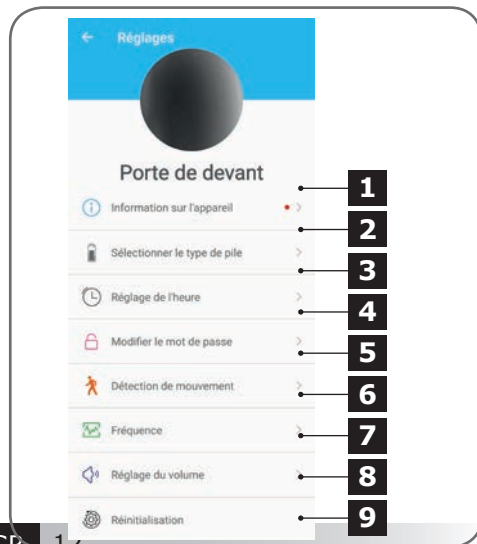 Réglages
Porte de devant
1
Information sur l'appareil
2
Sélectionner le type de pile
3
Réglage de l'heure
4
Modifier le mot de passe
5
Détection de mouvement
6
Fréquence
7
Réglage du volume
8
Réinitialisation
9